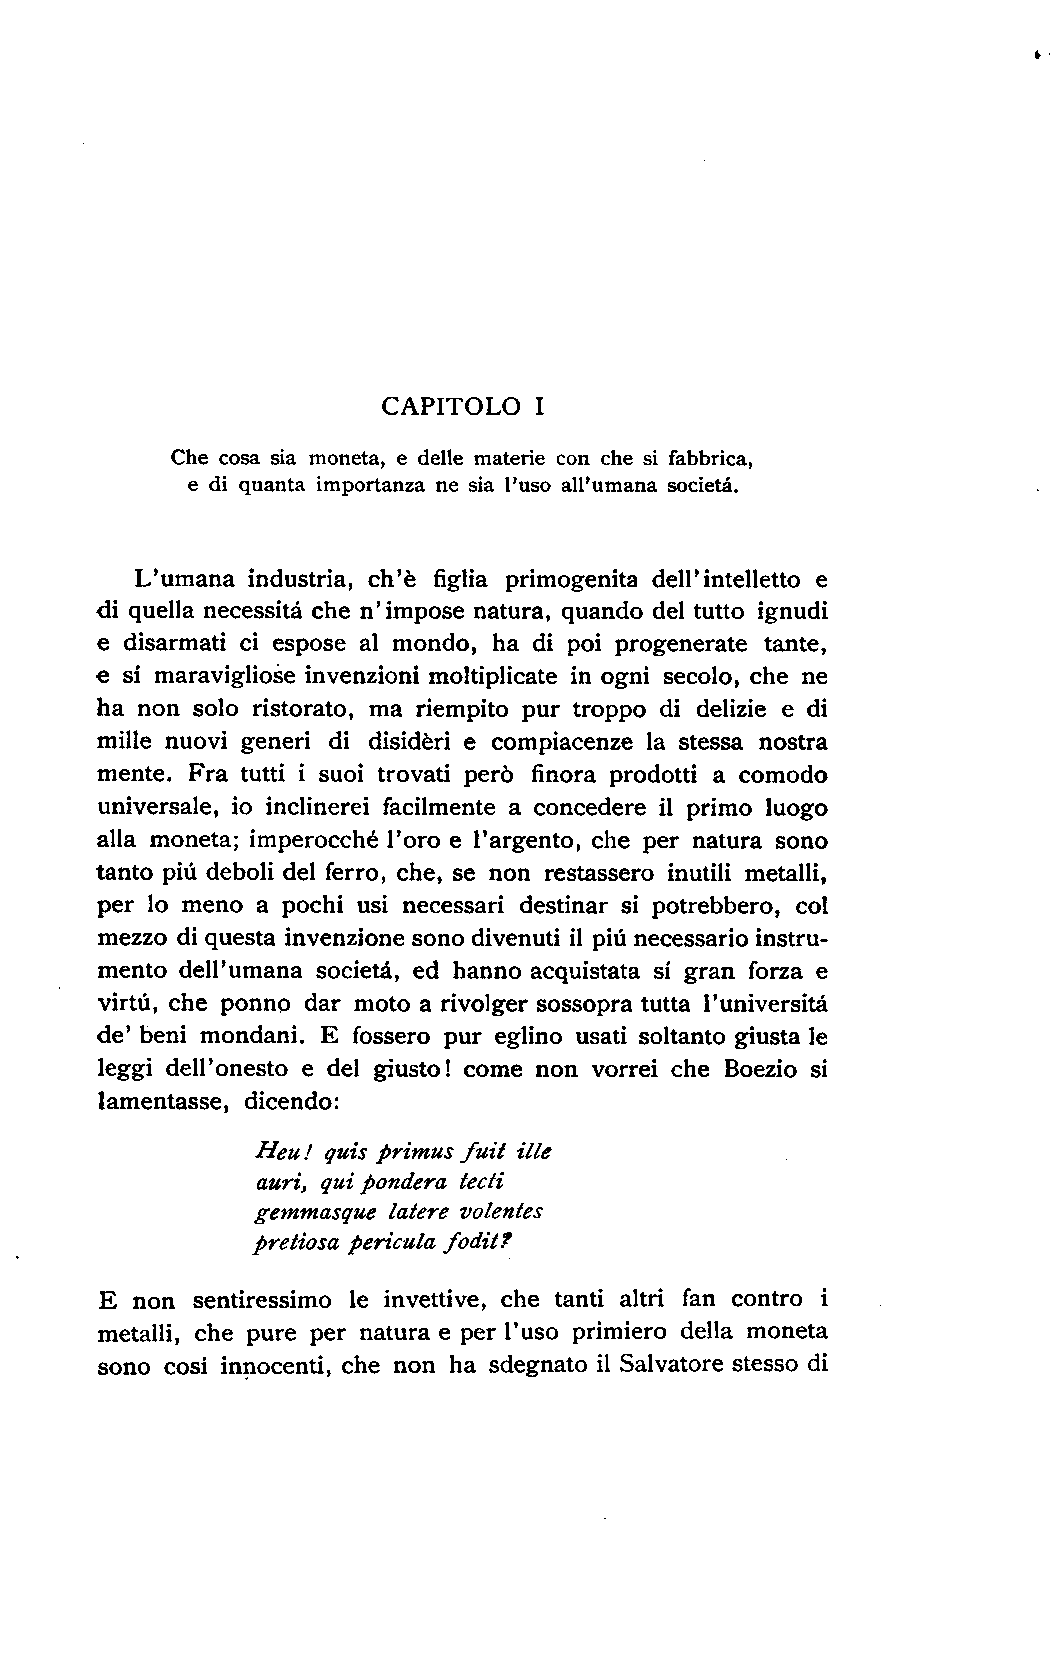 CAPITOLO I
Che cosa sia moneta, e delle materie con che si fabbrica,
e di quanta importanza ne sia l'uso all'umana societá.
L'umana industria, ch'è figlia primogenita dell'intelletto e
di quella necessitá che n'impose natura, quando del tutto ignudi
e disarmati ci espose al mondo, ha di poi progenerate tante,
e sí maravigliose invenzioni moltiplicate in ogni secolo, che ne
ha non solo ristorato, ma riempito pur troppo di delizie e di
mille nuovi generi di disidèri e compiacenze la stessa nostra
mente. Fra tutti i suoi trovati però finora prodotti a comodo
universale, io inclinerei facilmente a concedere il primo luogo
alla moneta; imperocché l'oro e l'argento, che per natura sono
tanto piú deboli del ferro, che, se non restassero inutili metalli,
per lo meno a pochi usi necessari destinar si potrebbero, col
mezzo di questa invenzione sono divenuti il piú necessario instru-
mento dell'umana societá, ed hanno acquistata sí gran forza e
virtú, che ponno dar moto a rivolger sossopra tutta l'universitá
de' beni mondani. E fossero pur eglino usati soltanto giusta le
leggi dell'onesto e del giusto! come non vorrei che Boezio si
lamentasse, dicendo:
Heu! quis primus fuit ille
auri, qui pondera tecti
gemmasque latere volentes
pretiosa pericula fodit?
E non sentiressimo le invettive, che tanti altri fan contro i
metalli, che pure per natura e per l'uso primiero della moneta
sono cosi innocenti, che non ha sdegnato il Salvatore stesso di